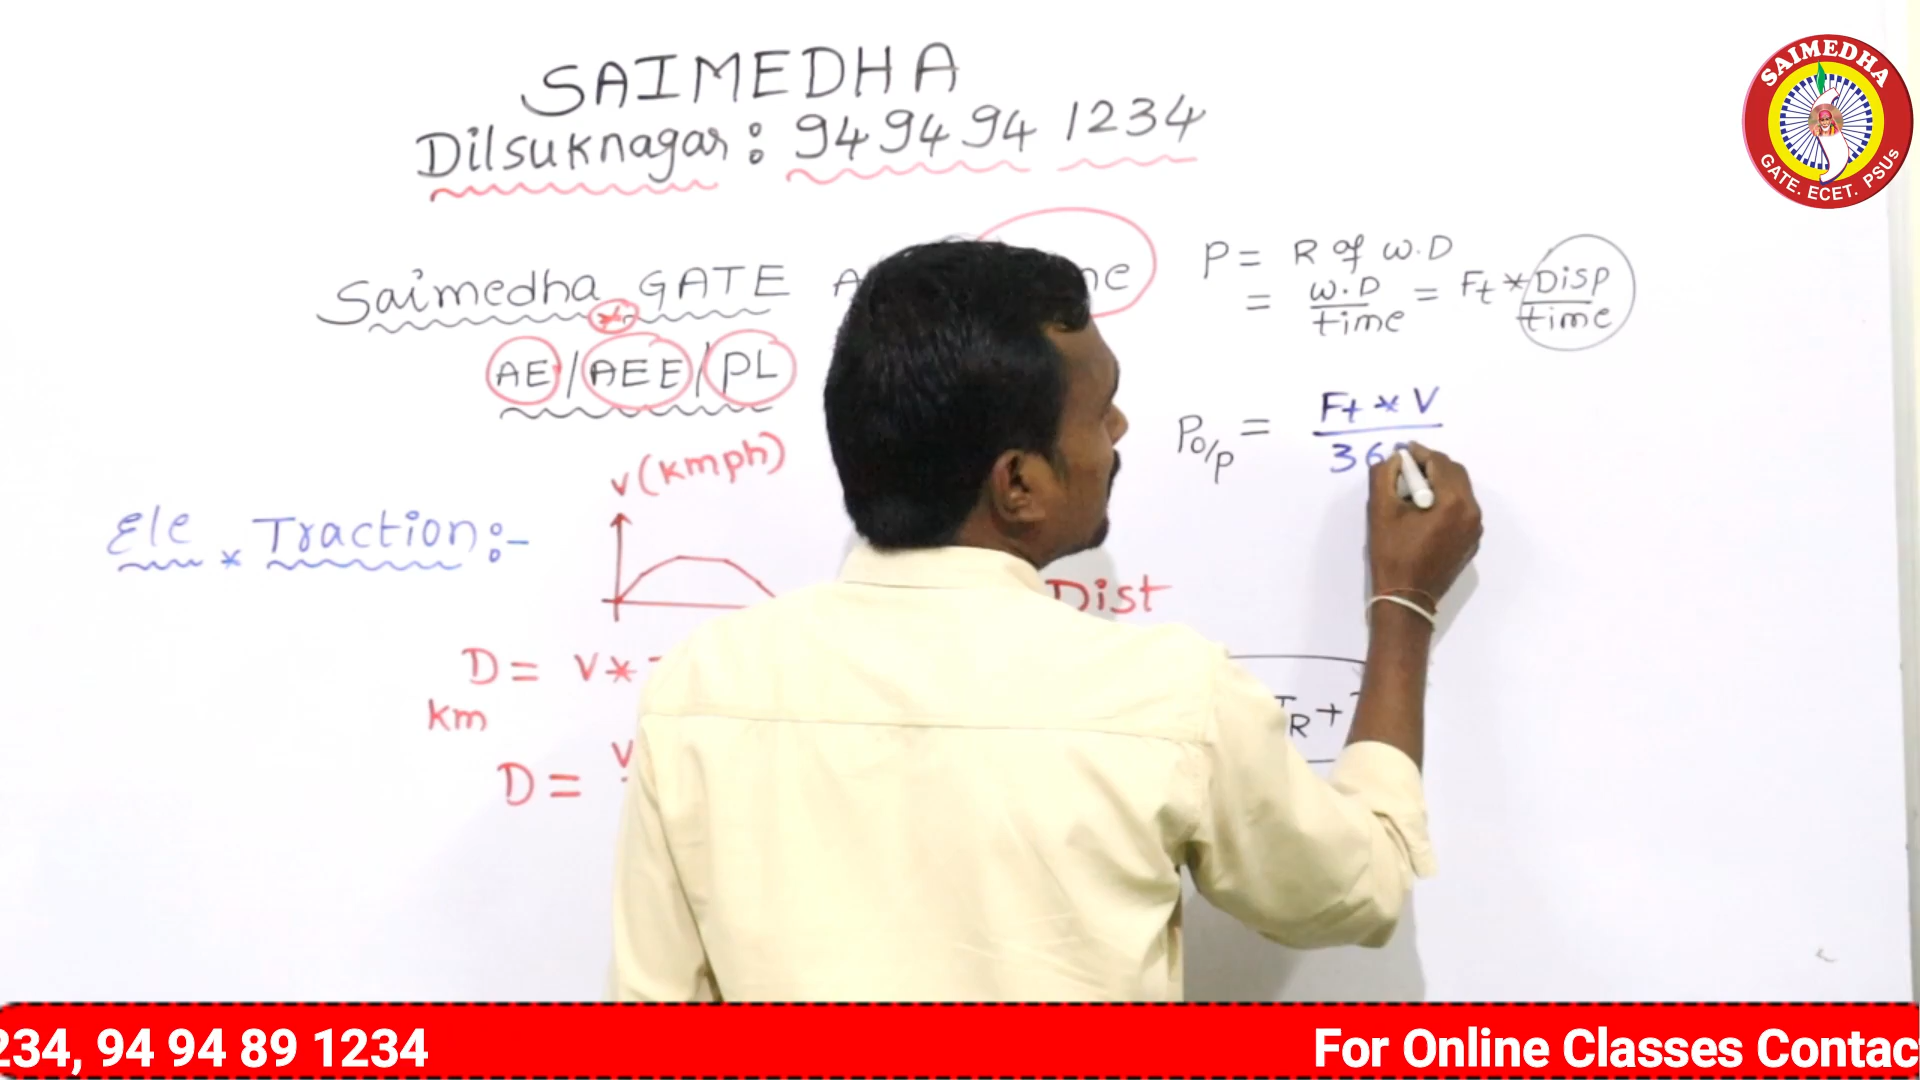 SAIMEDHA
Dilsuknagar : 94 94 94 1234
SAIMEDHA
GATE. ECET. PSUs
Saimedha GATE
AE / AEE / PL
P = R of W.D
= W.D / time = Ft * Disp / time
Po/p = Ft * V
36
V (kmph)
Ele * Traction :-
Dist
D = V *
km
D = V
R +
234, 94 94 89 1234
For Online Classes Contac